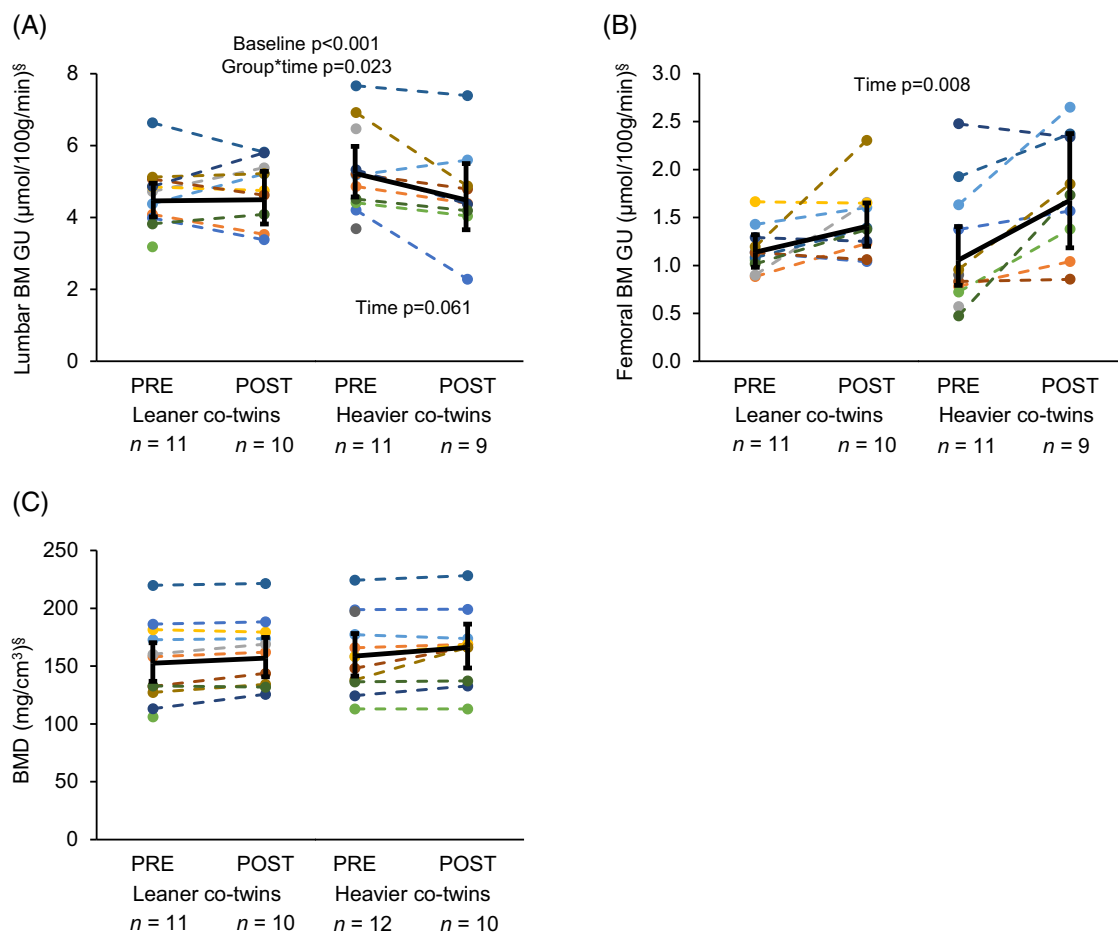 (A)
Baseline p<0.001
Group*time p=0.023
Lumbar BM GU (µmol/100g/min)§
8
6
4
2
0
Time p=0.061
PRE POST PRE POST
Leaner co-twins Heavier co-twins
n = 11 n = 10 n = 11 n = 9
(B)
Time p=0.008
Femoral BM GU (µmol/100g/min)§
3.0
2.5
2.0
1.5
1.0
0.5
0.0
PRE POST PRE POST
Leaner co-twins Heavier co-twins
n = 11 n = 10 n = 11 n = 9
(C)
BMD (mg/cm³)§
250
200
150
100
50
0
PRE POST PRE POST
Leaner co-twins Heavier co-twins
n = 11 n = 10 n = 12 n = 10